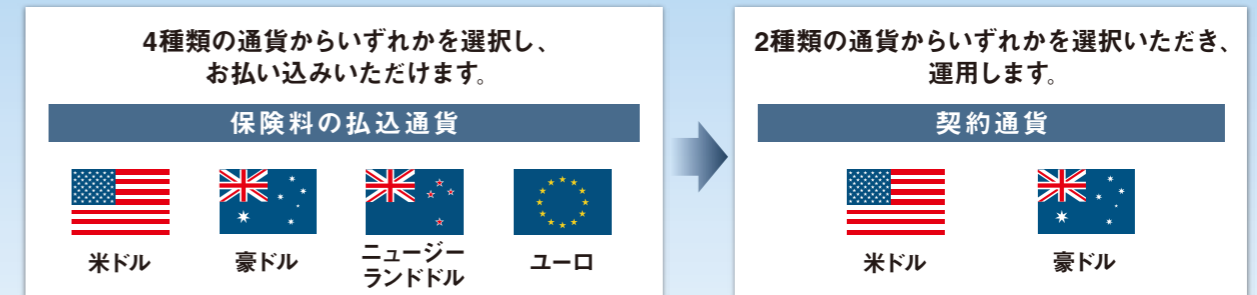 4種類の通貨からいずれかを選択し、
お払い込みいただけます。
保険料の払込通貨
米ドル
豪ドル
ニュージー
ランドドル
ユーロ
2種類の通貨からいずれかを選択いただき、
運用します。
契約通貨
米ドル
豪ドル